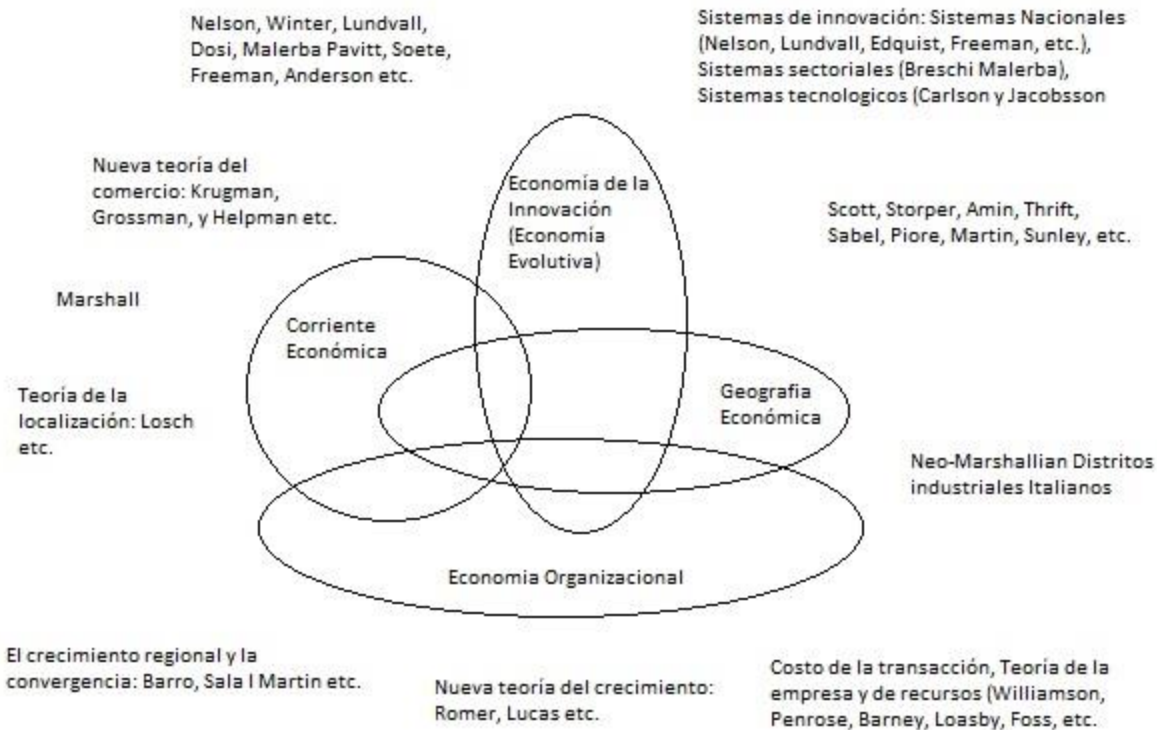 Nelson, Winter, Lundvall,
Dosi, Malerba Pavitt, Soete,
Freeman, Anderson etc.
Sistemas de innovación: Sistemas Nacionales
(Nelson, Lundvall, Edquist, Freeman, etc.),
Sistemas sectoriales (Breschi Malerba),
Sistemas tecnologicos (Carlson y Jacobsson
Nueva teoría del
comercio: Krugman,
Grossman, y Helpman etc.
Economía de la
Innovación
(Economía
Evolutiva)
Scott, Storper, Amin, Thrift,
Sabel, Piore, Martin, Sunley, etc.
Marshall
Corriente
Económica
Teoría de la
localización: Losch
etc.
Geografia
Económica
Neo-Marshallian Distritos
industriales Italianos
Economia Organizacional
El crecimiento regional y la
convergencia: Barro, Sala I Martin etc.
Nueva teoría del crecimiento:
Romer, Lucas etc.
Costo de la transacción, Teoría de la
empresa y de recursos (Williamson,
Penrose, Barney, Loasby, Foss, etc.